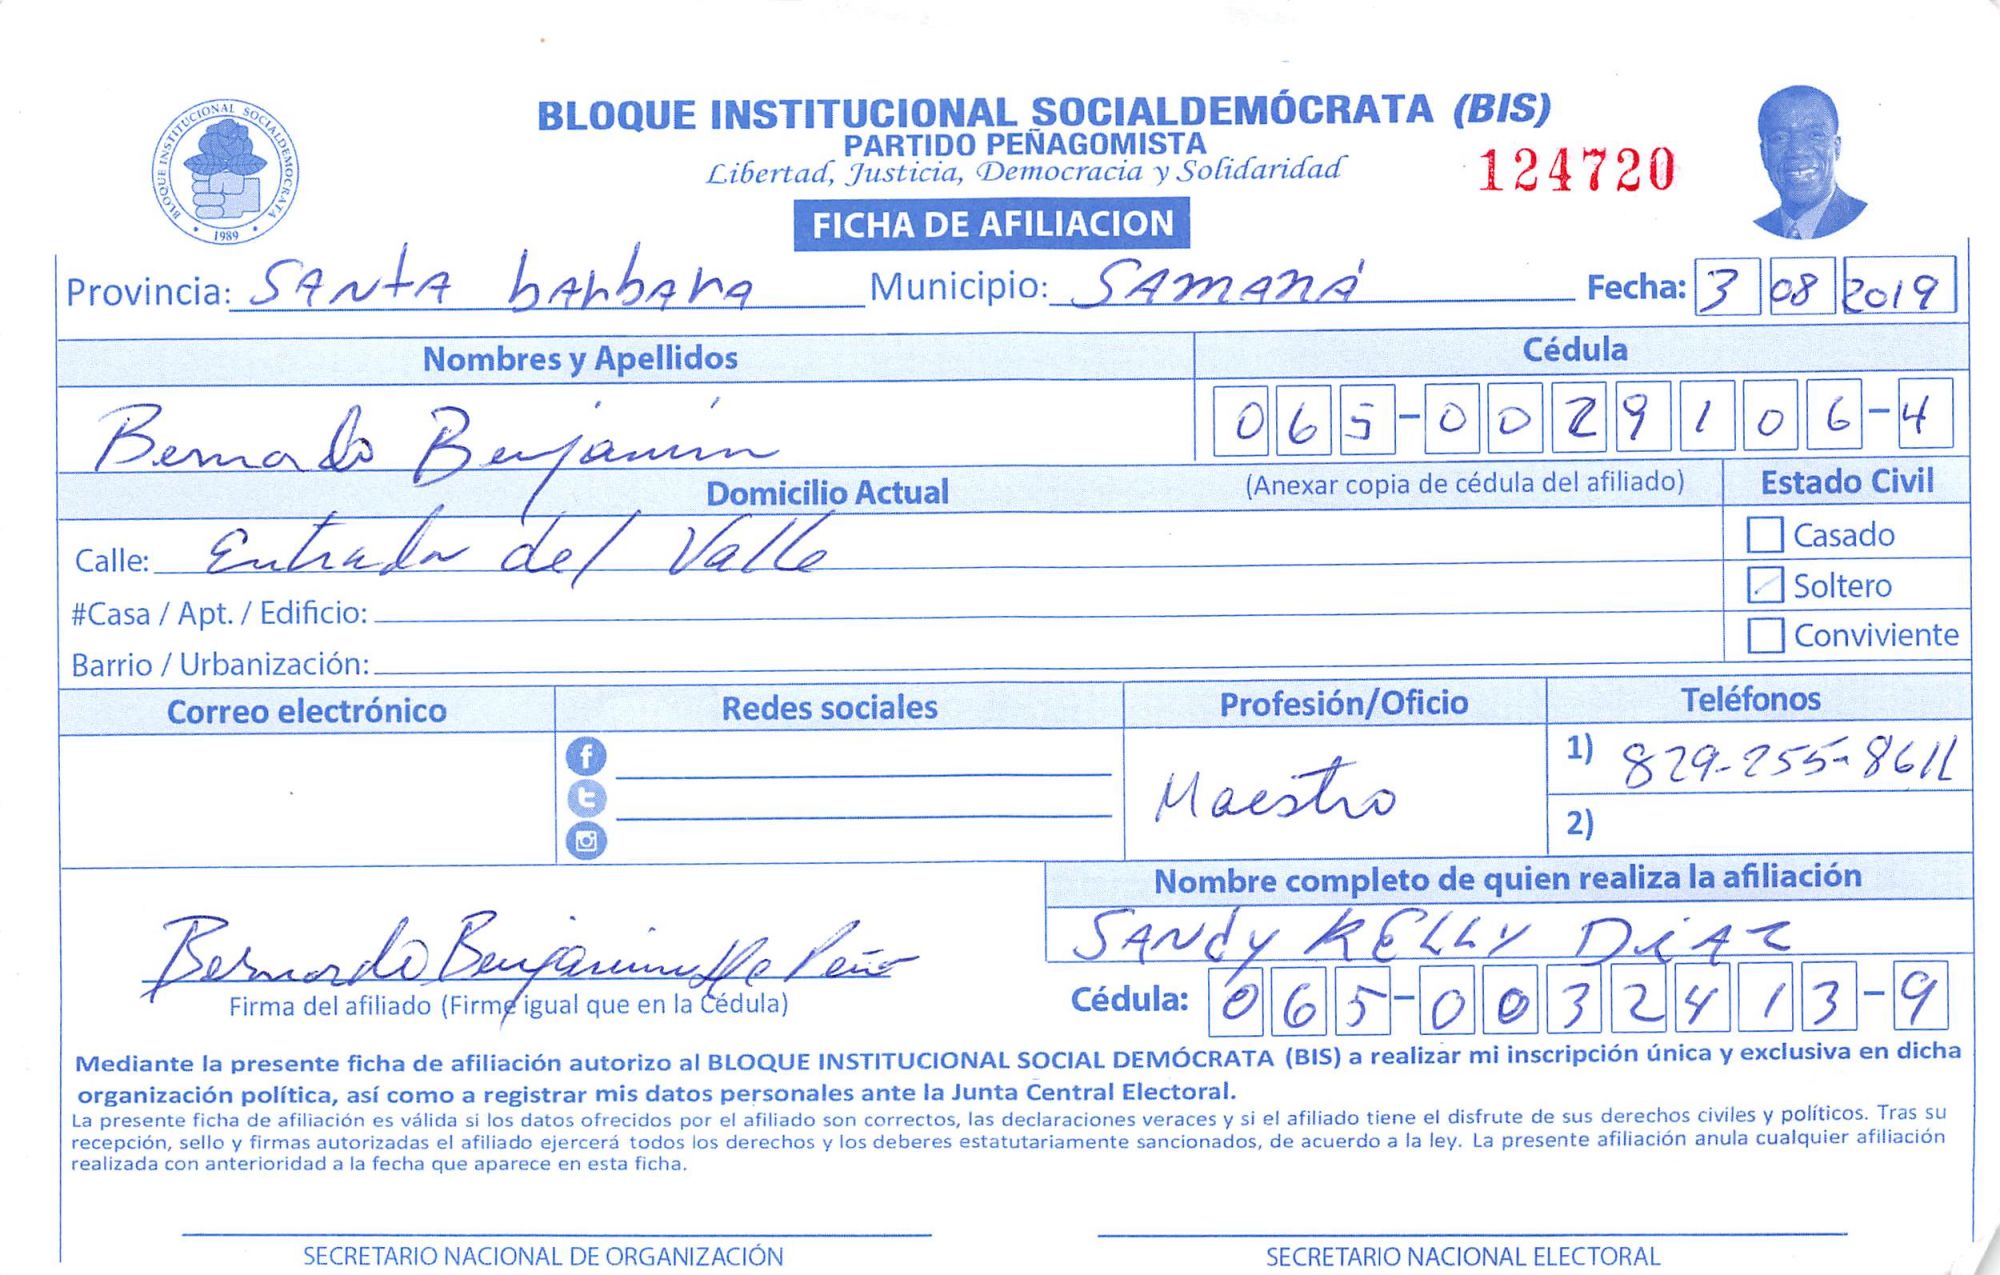 BLOQUE INSTITUCIONAL SOCIALDEMÓCRATA (BIS)
PARTIDO PEÑAGOMISTA
Libertad, Justicia, Democracia y Solidaridad
124720
BLOQUE INSTITUCIONAL SOCIALDEMOCRATA
1989
FICHA DE AFILIACION
Provincia: SANTA bARbARA Municipio: SAMANÁ Fecha: 3 08 2019
Nombres y Apellidos Cédula
Bernardo Benjamín 065-0029106-4
Domicilio Actual (Anexar copia de cédula del afiliado) Estado Civil
Calle: Entrada del Valle Casado
#Casa / Apt. / Edificio: Soltero
Barrio / Urbanización: Conviviente
Correo electrónico Redes sociales Profesión/Oficio Teléfonos
Maestro 1) 829-255-8611
2)
Nombre completo de quien realiza la afiliación
SANdy KELLY DiAZ
Bernardo Benjamin De Peña
Firma del afiliado (Firme igual que en la Cédula) Cédula: 065-0032413-9
Mediante la presente ficha de afiliación autorizo al BLOQUE INSTITUCIONAL SOCIAL DEMÓCRATA (BIS) a realizar mi inscripción única y exclusiva en dicha
organización política, así como a registrar mis datos personales ante la Junta Central Electoral.
La presente ficha de afiliación es válida si los datos ofrecidos por el afiliado son correctos, las declaraciones veraces y si el afiliado tiene el disfrute de sus derechos civiles y políticos. Tras su
recepción, sello y firmas autorizadas el afiliado ejercerá todos los derechos y los deberes estatutariamente sancionados, de acuerdo a la ley. La presente afiliación anula cualquier afiliación
realizada con anterioridad a la fecha que aparece en esta ficha.
SECRETARIO NACIONAL DE ORGANIZACIÓN SECRETARIO NACIONAL ELECTORAL